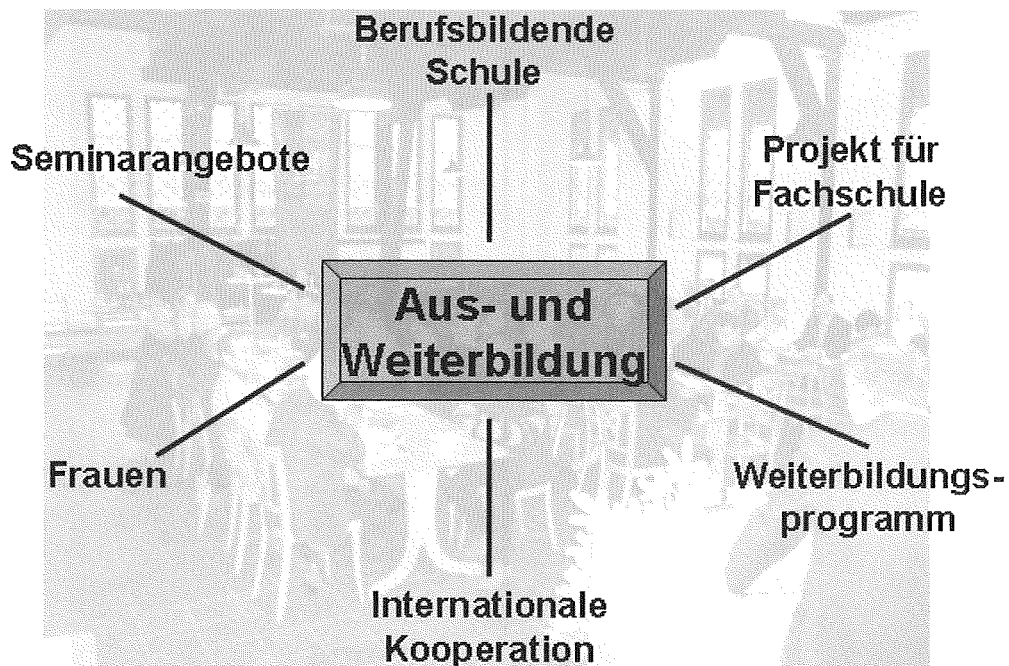 Berufsbildende
Schule
Seminarangebote
Projekt für
Fachschule
Aus- und
Weiterbildung
Frauen
Weiterbildungs-
programm
Internationale
Kooperation